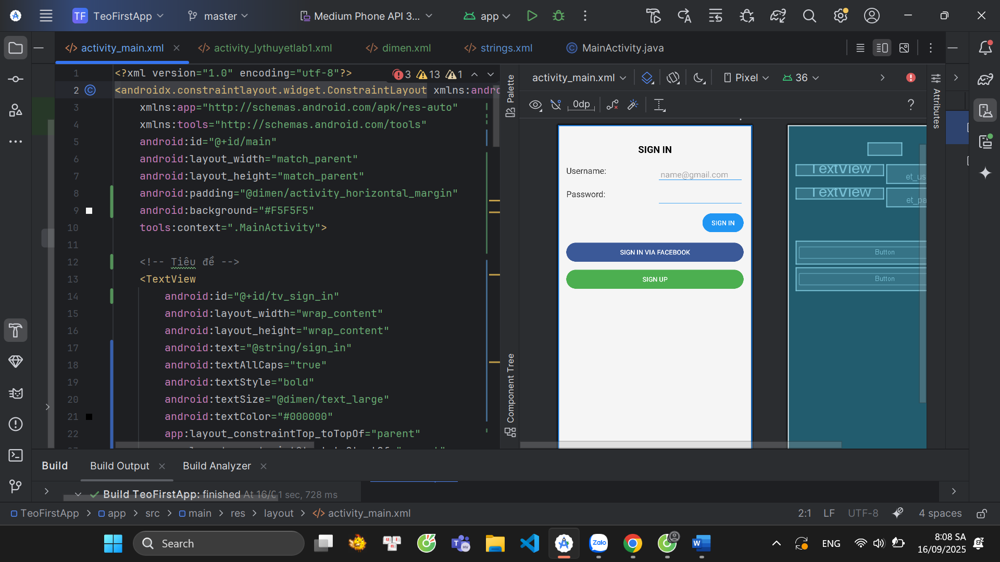 TF TeoFirstApp master Medium Phone API 3... app
activity_main.xml activity_lythuyetlab1.xml dimen.xml strings.xml MainActivity.java
3 13 1
1 <?xml version="1.0" encoding="utf-8"?>
2 <androidx.constraintlayout.widget.ConstraintLayout xmlns:andro
3 xmlns:app="http://schemas.android.com/apk/res-auto"
4 xmlns:tools="http://schemas.android.com/tools"
5 android:id="@+id/main"
6 android:layout_width="match_parent"
7 android:layout_height="match_parent"
8 android:padding="@dimen/activity_horizontal_margin"
9 android:background="#F5F5F5"
10 tools:context=".MainActivity">
11
12 <!-- Tiêu đề -->
13 <TextView
14 android:id="@+id/tv_sign_in"
15 android:layout_width="wrap_content"
16 android:layout_height="wrap_content"
17 android:text="@string/sign_in"
18 android:textAllCaps="true"
19 android:textStyle="bold"
20 android:textSize="@dimen/text_large"
21 android:textColor="#000000"
22 app:layout_constraintTop_toTopOf="parent"
Palette
Component Tree
activity_main.xml Pixel 36
0dp ?
Attributes
SIGN IN
Username: name@gmail.com
Password:
SIGN IN
SIGN IN VIA FACEBOOK
SIGN UP
TextView et_us
TextView et_pa
Button
Button
Build Build Output Build Analyzer
Build TeoFirstApp: finished At 16/0 1 sec, 728 ms
TeoFirstApp > app > src > main > res > layout > activity_main.xml 2:1 LF UTF-8 4 spaces
Search Zalo ENG 8:08 SA
16/09/2025